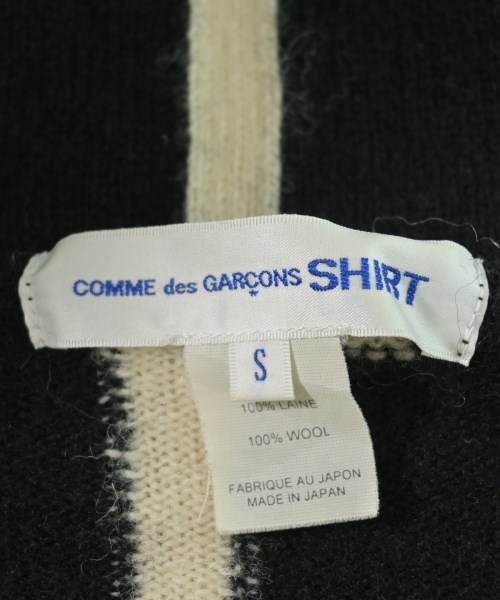 COMME des GARÇONS SHIRT
*
S
100% LAINE
100% WOOL
FABRIQUE AU JAPON
MADE IN JAPAN